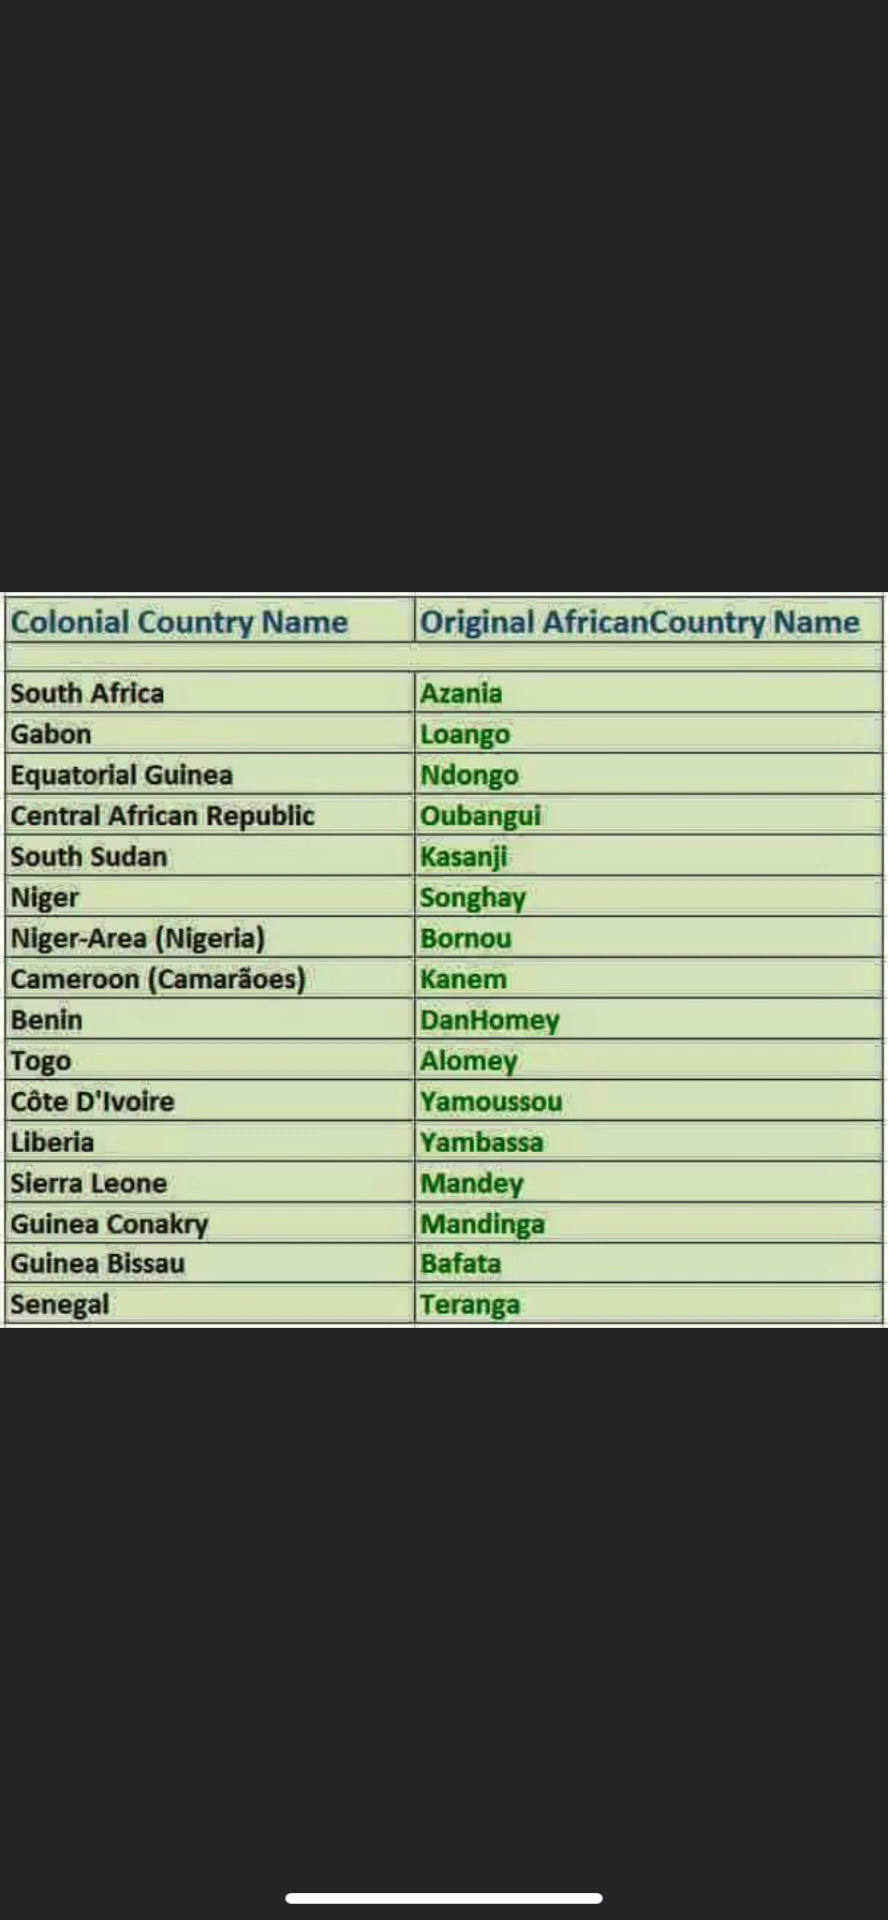 Colonial Country Name Original AfricanCountry Name
South Africa Azania
Gabon Loango
Equatorial Guinea Ndongo
Central African Republic Oubangui
South Sudan Kasanji
Niger Songhay
Niger-Area (Nigeria) Bornou
Cameroon (Camarãoes) Kanem
Benin DanHomey
Togo Alomey
Côte D'Ivoire Yamoussou
Liberia Yambassa
Sierra Leone Mandey
Guinea Conakry Mandinga
Guinea Bissau Bafata
Senegal Teranga